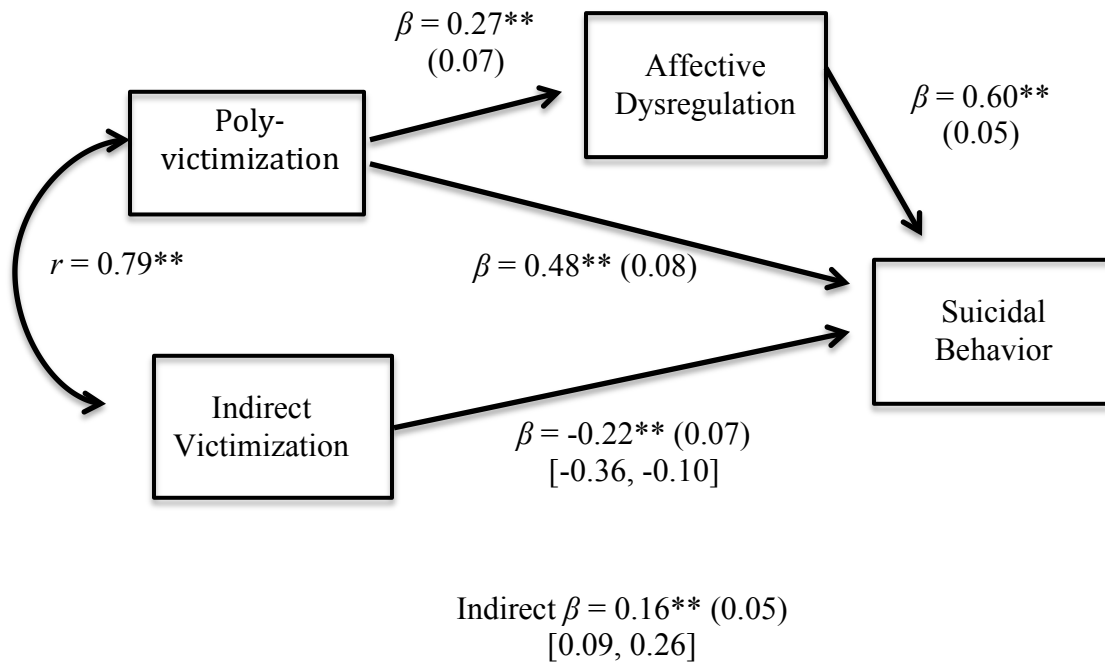 β = 0.27**
(0.07)
Affective
Dysregulation
β = 0.60**
(0.05)
Poly-
victimization
r = 0.79**
β = 0.48** (0.08)
Suicidal
Behavior
Indirect
Victimization
β = -0.22** (0.07)
[-0.36, -0.10]
Indirect β = 0.16** (0.05)
[0.09, 0.26]